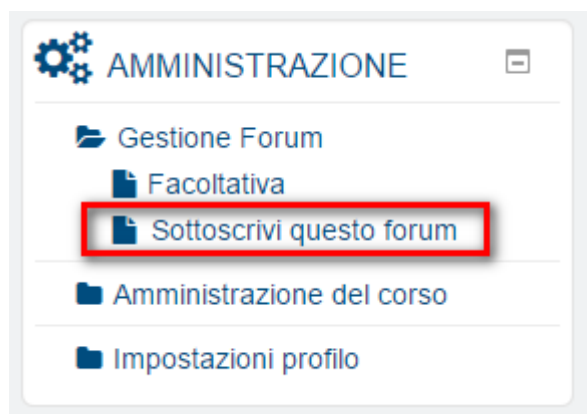 AMMINISTRAZIONE
Gestione Forum
Facoltativa
Sottoscrivi questo forum
Amministrazione del corso
Impostazioni profilo